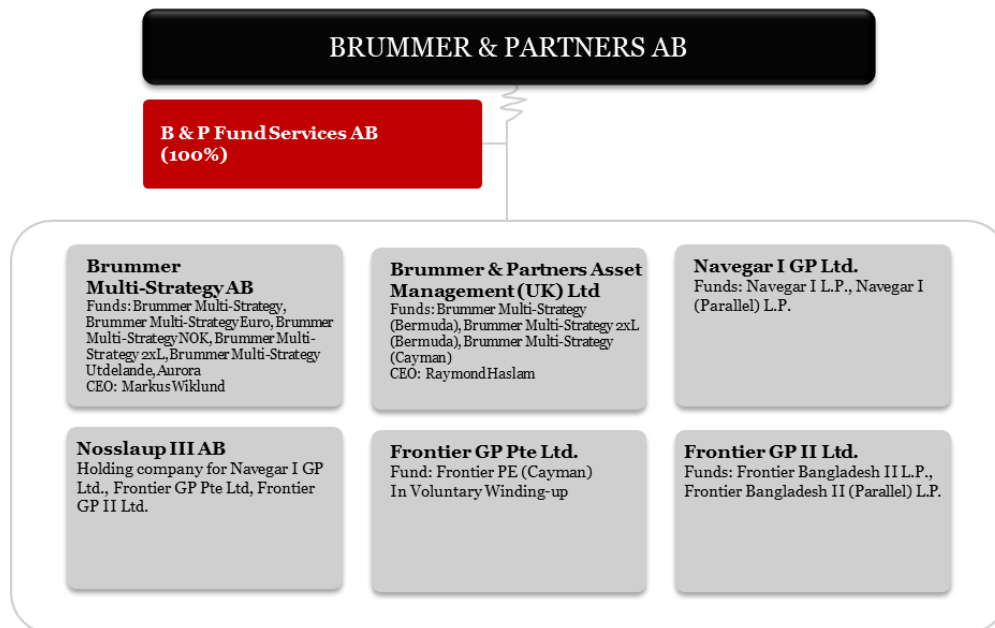 BRUMMER & PARTNERS AB
B & P Fund Services AB
(100%)
Brummer
Multi-Strategy AB
Funds: Brummer Multi-Strategy,
Brummer Multi-Strategy Euro, Brummer
Multi-Strategy NOK, Brummer Multi-
Strategy 2xL, Brummer Multi-Strategy
Utdelande, Aurora
CEO: Markus Wiklund
Brummer & Partners Asset
Management (UK) Ltd
Funds: Brummer Multi-Strategy
(Bermuda), Brummer Multi-Strategy 2xL
(Bermuda), Brummer Multi-Strategy
(Cayman)
CEO: Raymond Haslam
Navegar I GP Ltd.
Funds: Navegar I L.P., Navegar I
(Parallel) L.P.
Nosslaup III AB
Holding company for Navegar I GP
Ltd., Frontier GP Pte Ltd, Frontier
GP II Ltd.
Frontier GP Pte Ltd.
Fund: Frontier PE (Cayman)
In Voluntary Winding-up
Frontier GP II Ltd.
Funds: Frontier Bangladesh II L.P.,
Frontier Bangladesh II (Parallel) L.P.